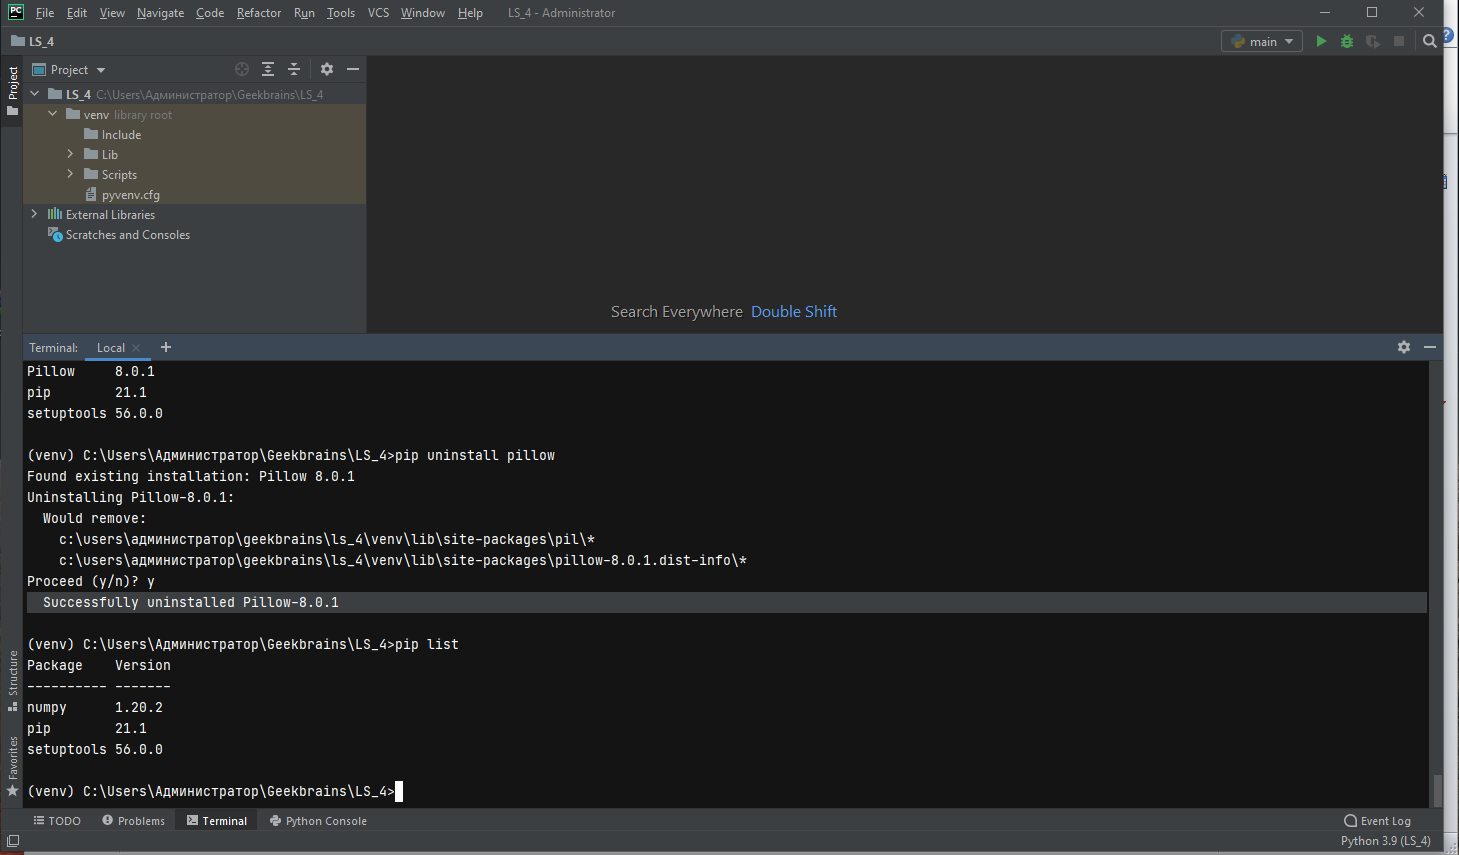 PC File Edit View Navigate Code Refactor Run Tools VCS Window Help LS_4 - Administrator
LS_4 main
Project
Project
LS_4 C:\Users\Администратор\Geekbrains\LS_4
venv library root
Include
Lib
Scripts
pyvenv.cfg
External Libraries
Scratches and Consoles
Search Everywhere Double Shift
Terminal: Local × +
Pillow     8.0.1
pip        21.1
setuptools 56.0.0
(venv) C:\Users\Администратор\Geekbrains\LS_4>pip uninstall pillow
Found existing installation: Pillow 8.0.1
Uninstalling Pillow-8.0.1:
  Would remove:
    c:\users\администратор\geekbrains\ls_4\venv\lib\site-packages\pil\*
    c:\users\администратор\geekbrains\ls_4\venv\lib\site-packages\pillow-8.0.1.dist-info\*
Proceed (y/n)? y
  Successfully uninstalled Pillow-8.0.1
(venv) C:\Users\Администратор\Geekbrains\LS_4>pip list
Package    Version
---------- -------
numpy      1.20.2
pip        21.1
setuptools 56.0.0
(venv) C:\Users\Администратор\Geekbrains\LS_4>
Structure
Favorites
TODO Problems Terminal Python Console Event Log
Python 3.9 (LS_4)